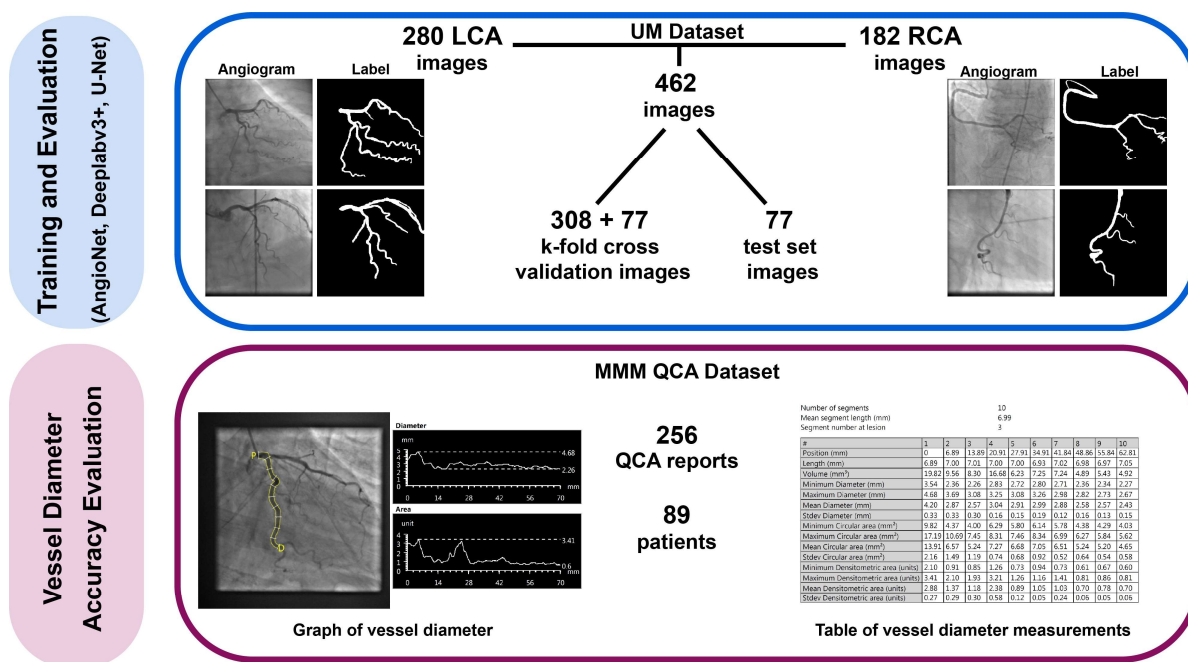 Training and Evaluation
(AngioNet, Deeplabv3+, U-Net)
UM Dataset
280 LCA
images
182 RCA
images
Angiogram Label
462
images
Angiogram Label
308 + 77
k-fold cross
validation images
77
test set
images
Vessel Diameter
Accuracy Evaluation
MMM QCA Dataset
P
D
Diameter
mm
5
4
3
2
1
0
4.68
2.26
0 14 28 42 56 70
mm
Area
unit
4
3
2
1
0
3.41
0.6
0 14 28 42 56 70
mm
Graph of vessel diameter
256
QCA reports
89
patients
Number of segments 10
Mean segment length (mm) 6.99
Segment number at lesion 3
# 1 2 3 4 5 6 7 8 9 10
Position (mm) 0 6.89 13.89 20.91 27.91 34.91 41.84 48.86 55.84 62.81
Length (mm) 6.89 7.00 7.01 7.00 7.00 6.93 7.02 6.98 6.97 7.05
Volume (mm³) 19.82 9.56 8.30 16.68 6.23 7.25 7.24 4.89 5.43 4.92
Minimum Diameter (mm) 3.54 2.36 2.26 2.83 2.72 2.80 2.71 2.36 2.34 2.27
Maximum Diameter (mm) 4.68 3.69 3.08 3.25 3.08 3.26 2.98 2.82 2.73 2.67
Mean Diameter (mm) 4.20 2.87 2.57 3.04 2.91 2.99 2.88 2.58 2.57 2.43
Stdev Diameter (mm) 0.33 0.33 0.30 0.16 0.15 0.19 0.12 0.16 0.13 0.15
Minimum Circular area (mm²) 9.82 4.37 4.00 6.29 5.80 6.14 5.78 4.38 4.29 4.03
Maximum Circular area (mm²) 17.19 10.69 7.45 8.31 7.46 8.34 6.99 6.27 5.84 5.62
Mean Circular area (mm²) 13.91 6.57 5.24 7.27 6.68 7.05 6.51 5.24 5.20 4.65
Stdev Circular area (mm²) 2.16 1.49 1.19 0.74 0.68 0.92 0.52 0.64 0.54 0.58
Minimum Densitometric area (units) 2.10 0.91 0.85 1.26 0.73 0.94 0.73 0.61 0.67 0.60
Maximum Densitometric area (units) 3.41 2.10 1.93 3.21 1.26 1.16 1.41 0.81 0.86 0.81
Mean Densitometric area (units) 2.88 1.37 1.18 2.38 0.89 1.05 1.03 0.70 0.78 0.70
Stdev Densitometric area (units) 0.27 0.29 0.30 0.58 0.12 0.05 0.24 0.06 0.05 0.06
Table of vessel diameter measurements